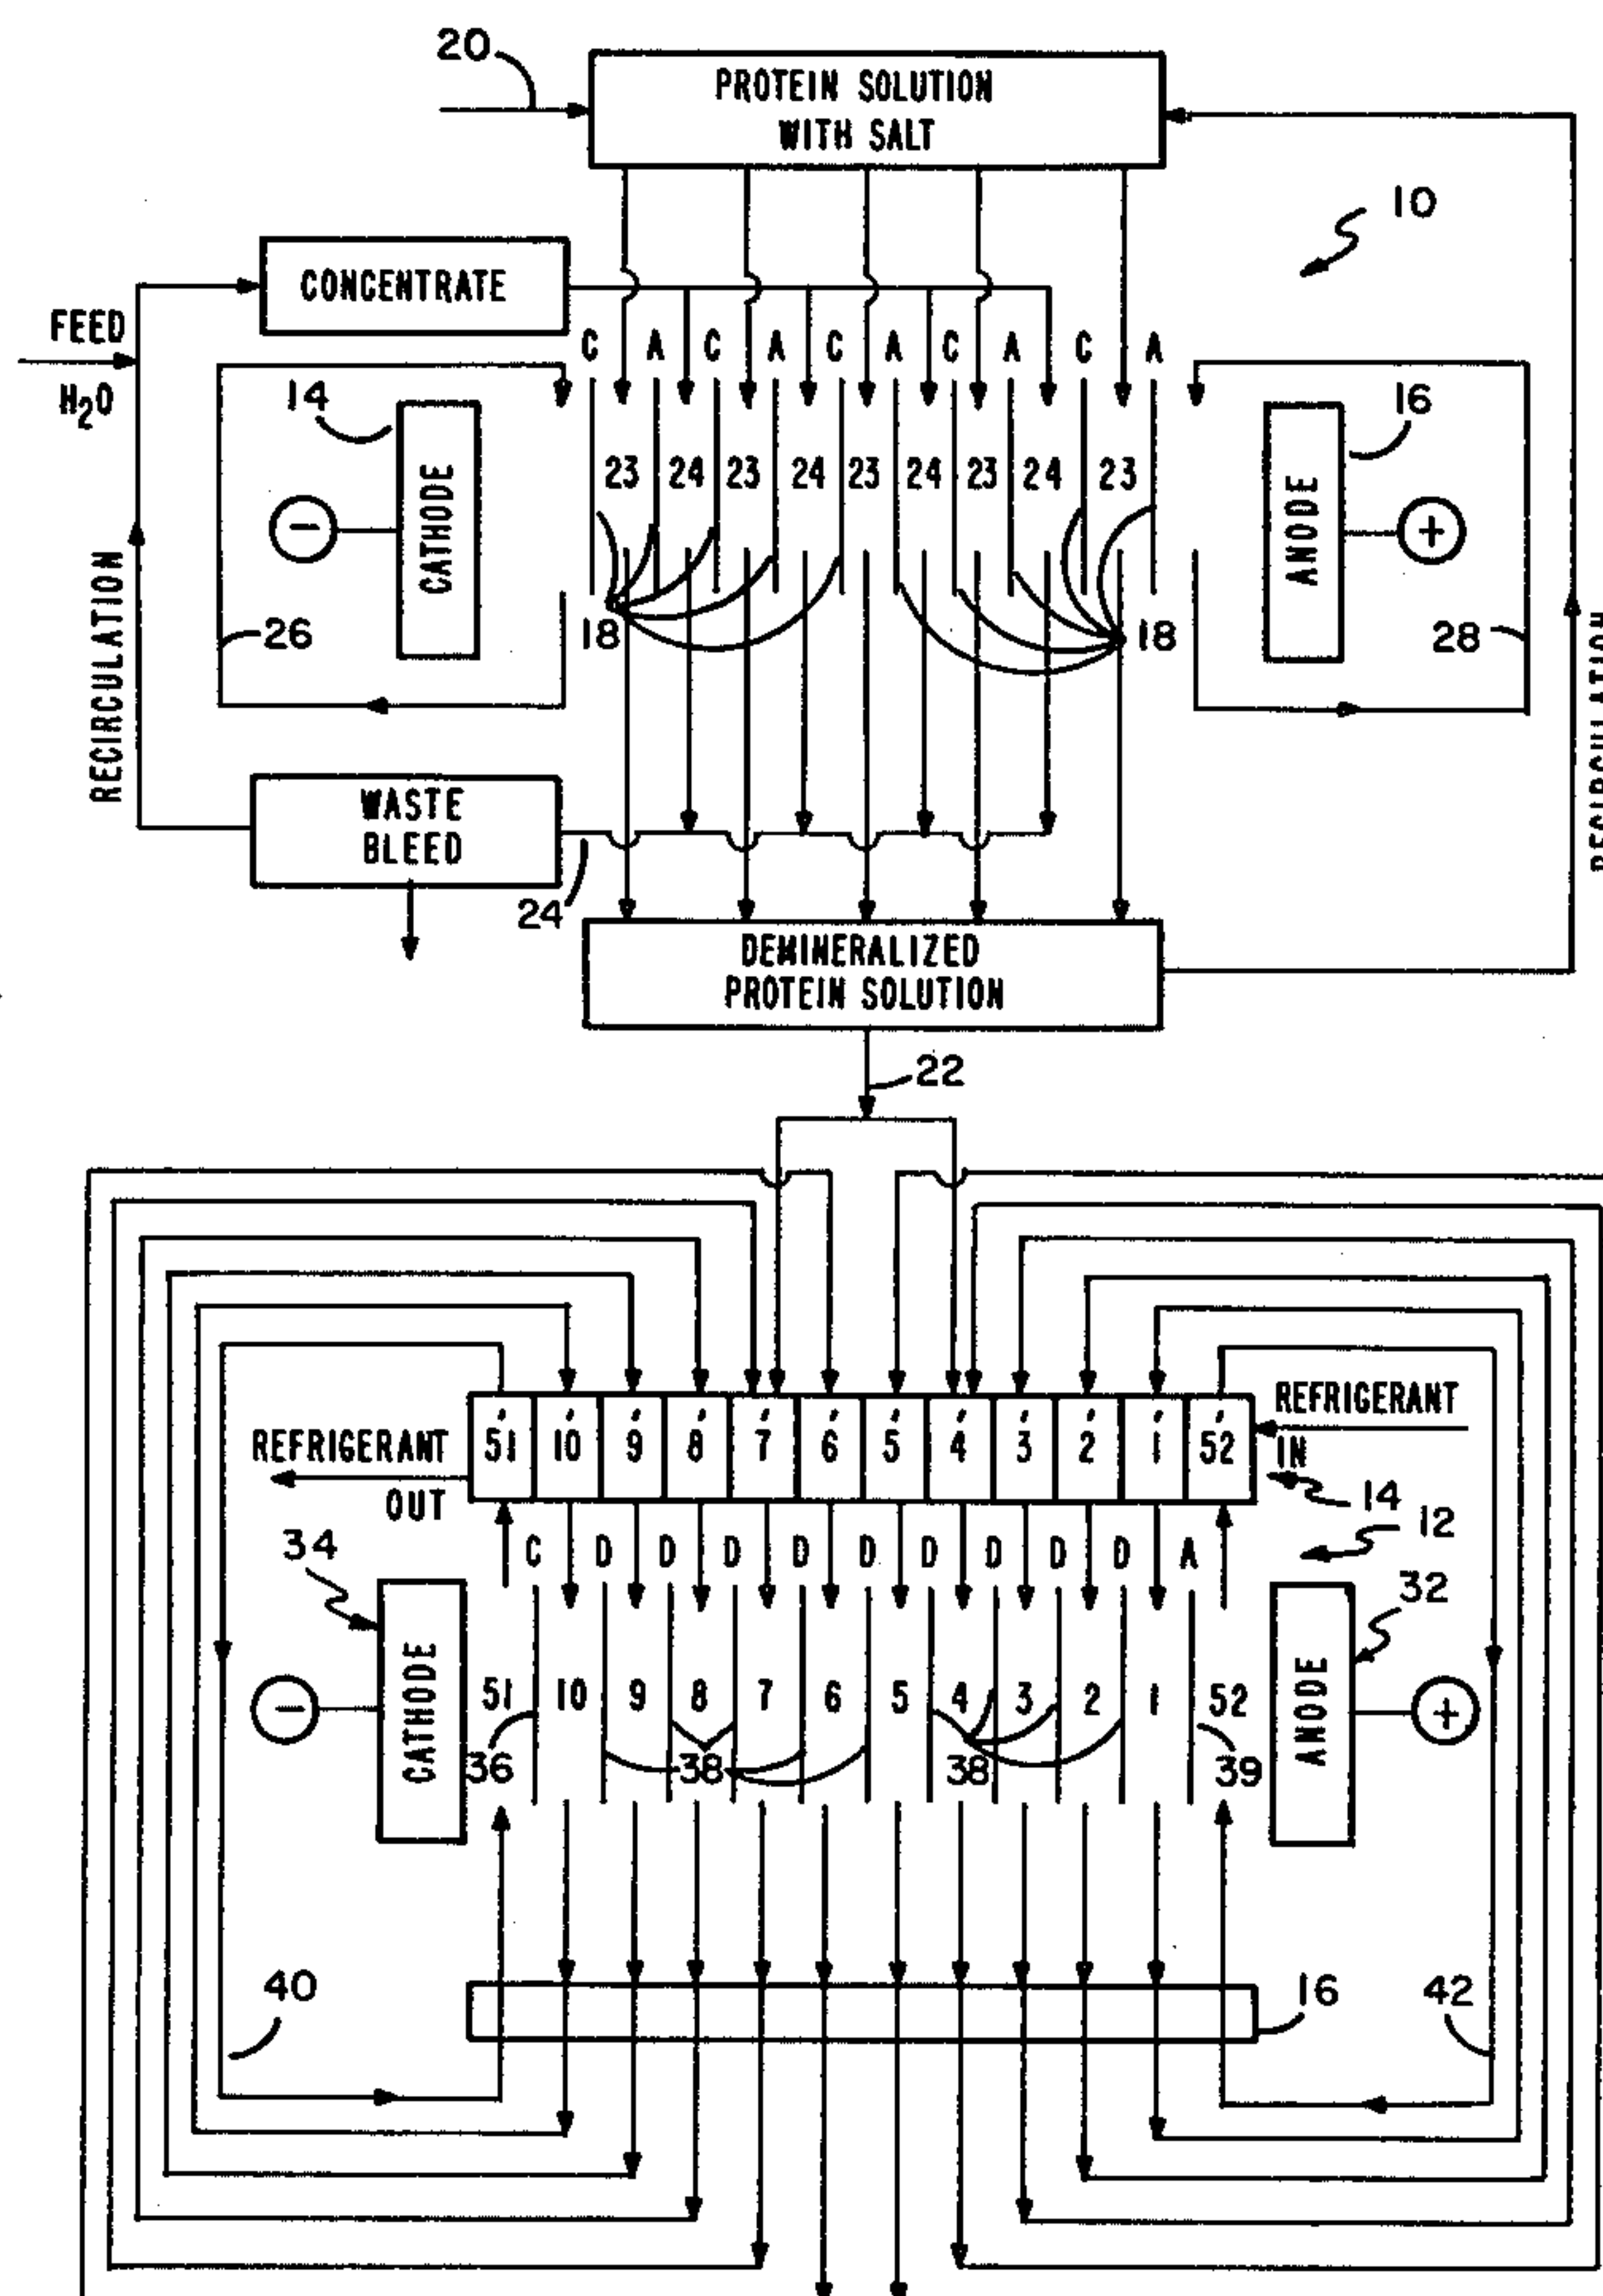 20
PROTEIN SOLUTION
WITH SALT
10
CONCENTRATE
FEED
H2O
C A C A C A C A C A
14
16
CATHODE
ANODE
23 24 23 24 23 24 23 24 23
−
+
RECIRCULATION
RECIRCULATION
26
18
18
28
WASTE
BLEED
24
DEMINERALIZED
PROTEIN SOLUTION
22
REFRIGERANT
IN
REFRIGERANT
OUT
51' 10' 9' 8' 7' 6' 5' 4' 3' 2' 1' 52'
14
12
C D D D D D D D D D A
34
32
CATHODE
ANODE
−
+
51 10 9 8 7 6 5 4 3 2 1 52
36
38
38
39
40
16
42